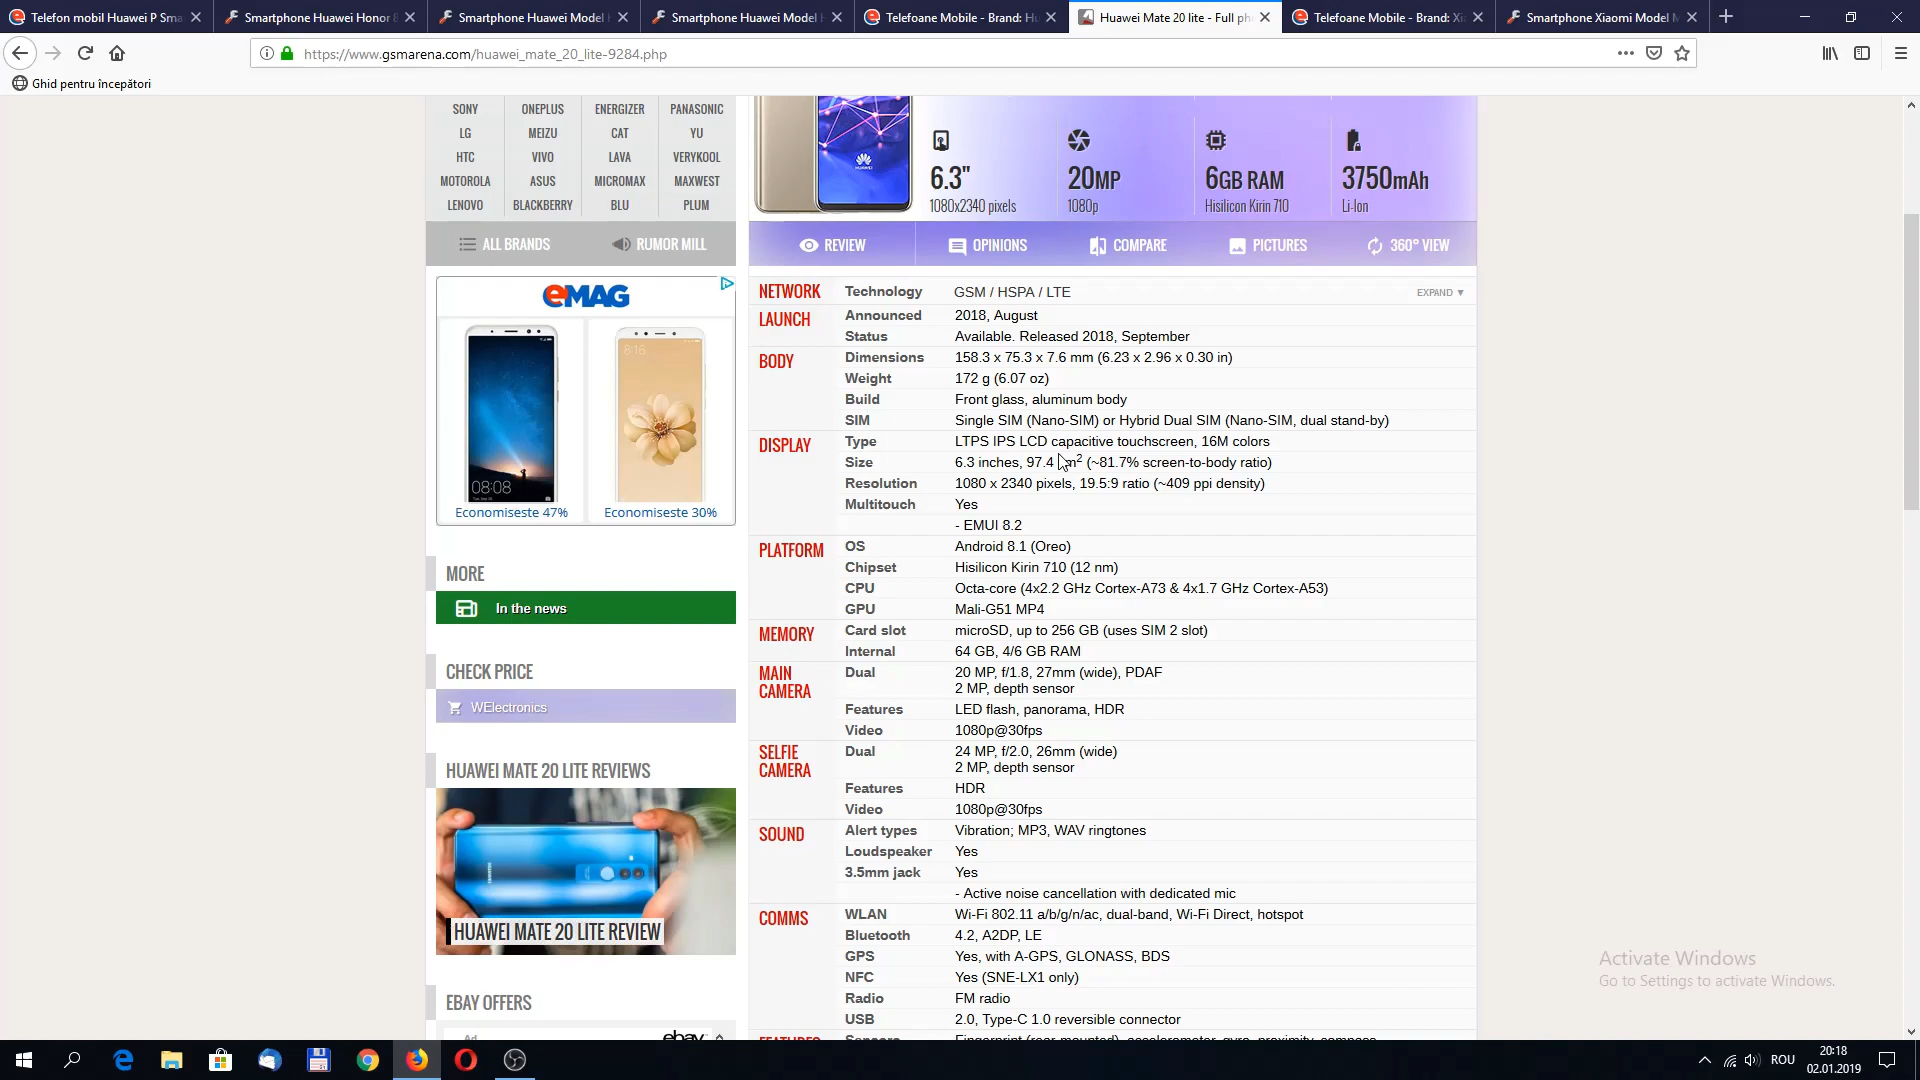 Telefon mobil Huawei P Sma
Smartphone Huawei Honor 8
Smartphone Huawei Model
Smartphone Huawei Model
Telefoane Mobile - Brand: Hu
Huawei Mate 20 lite - Full ph
Telefoane Mobile - Brand: Xi
Smartphone Xiaomi Model M
https://www.gsmarena.com/huawei_mate_20_lite-9284.php
Ghid pentru începători
SONY ONEPLUS ENERGIZER PANASONIC
LG MEIZU CAT YU
HTC VIVO LAVA VERYKOOL
MOTOROLA ASUS MICROMAX MAXWEST
LENOVO BLACKBERRY BLU PLUM
ALL BRANDS RUMOR MILL
HUAWEI
6.3" 20MP 6GB RAM 3750mAh
1080x2340 pixels 1080p Hisilicon Kirin 710 Li-Ion
REVIEW OPINIONS COMPARE PICTURES 360° VIEW
eMAG
8:16
08:08
Economiseste 47% Economiseste 30%
MORE
In the news
CHECK PRICE
WElectronics
HUAWEI MATE 20 LITE REVIEWS
HUAWEI MATE 20 LITE REVIEW
EBAY OFFERS
Ad ebay
NETWORK Technology GSM / HSPA / LTE EXPAND ▼
LAUNCH Announced 2018, August
Status Available. Released 2018, September
BODY Dimensions 158.3 x 75.3 x 7.6 mm (6.23 x 2.96 x 0.30 in)
Weight 172 g (6.07 oz)
Build Front glass, aluminum body
SIM Single SIM (Nano-SIM) or Hybrid Dual SIM (Nano-SIM, dual stand-by)
DISPLAY Type LTPS IPS LCD capacitive touchscreen, 16M colors
Size 6.3 inches, 97.4 cm2 (~81.7% screen-to-body ratio)
Resolution 1080 x 2340 pixels, 19.5:9 ratio (~409 ppi density)
Multitouch Yes
- EMUI 8.2
PLATFORM OS Android 8.1 (Oreo)
Chipset Hisilicon Kirin 710 (12 nm)
CPU Octa-core (4x2.2 GHz Cortex-A73 & 4x1.7 GHz Cortex-A53)
GPU Mali-G51 MP4
MEMORY Card slot microSD, up to 256 GB (uses SIM 2 slot)
Internal 64 GB, 4/6 GB RAM
MAIN CAMERA Dual 20 MP, f/1.8, 27mm (wide), PDAF
2 MP, depth sensor
Features LED flash, panorama, HDR
Video 1080p@30fps
SELFIE CAMERA Dual 24 MP, f/2.0, 26mm (wide)
2 MP, depth sensor
Features HDR
Video 1080p@30fps
SOUND Alert types Vibration; MP3, WAV ringtones
Loudspeaker Yes
3.5mm jack Yes
- Active noise cancellation with dedicated mic
COMMS WLAN Wi-Fi 802.11 a/b/g/n/ac, dual-band, Wi-Fi Direct, hotspot
Bluetooth 4.2, A2DP, LE
GPS Yes, with A-GPS, GLONASS, BDS
NFC Yes (SNE-LX1 only)
Radio FM radio
USB 2.0, Type-C 1.0 reversible connector
FEATURES Sensors Fingerprint (rear-mounted), accelerometer, gyro, proximity, compass
Activate Windows
Go to Settings to activate Windows.
ROU
20:18
02.01.2019